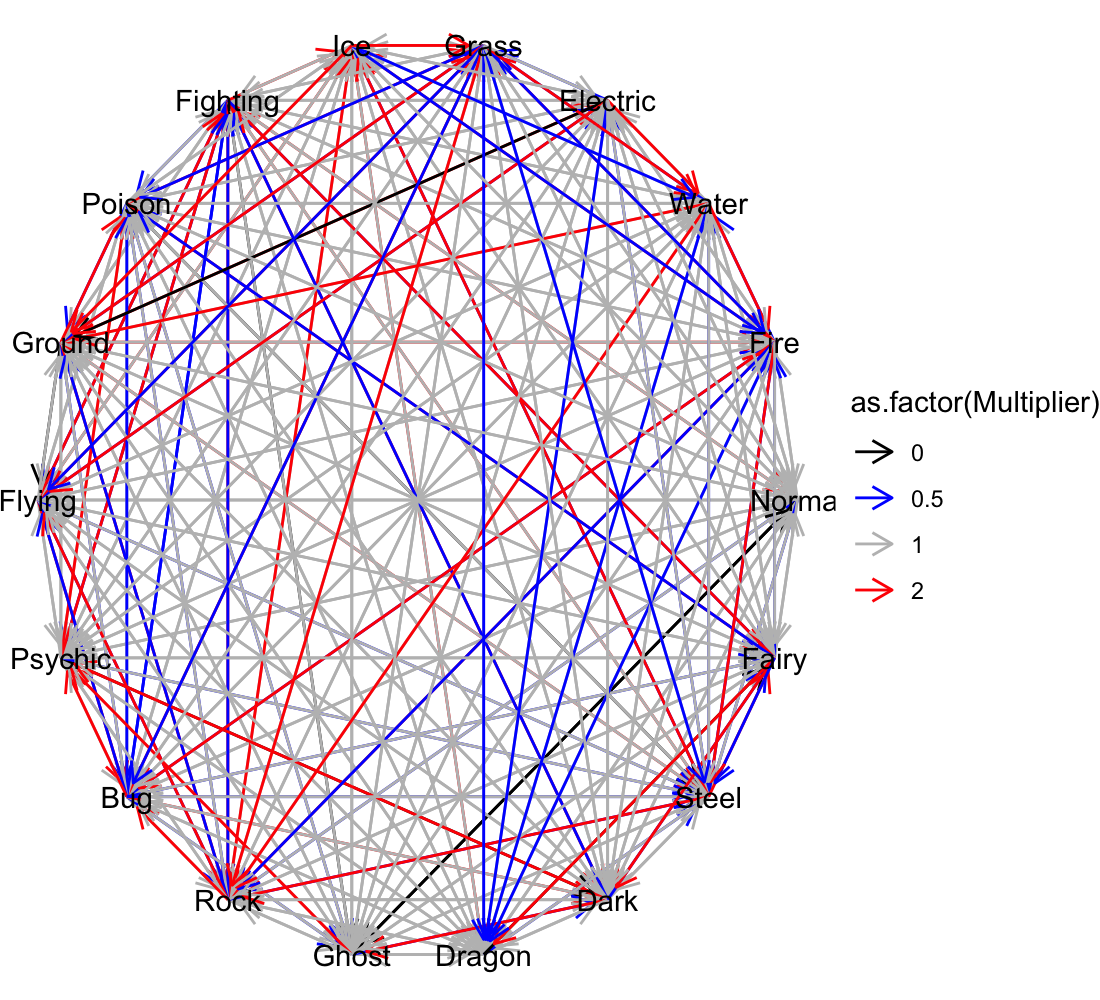 Ice
Grass
Fighting
Electric
Poison
Water
Ground
Fire
as.factor(Multiplier)
0
0.5
1
2
Flying
Norma
Psychic
Fairy
Bug
Steel
Rock
Dark
Ghost
Dragon